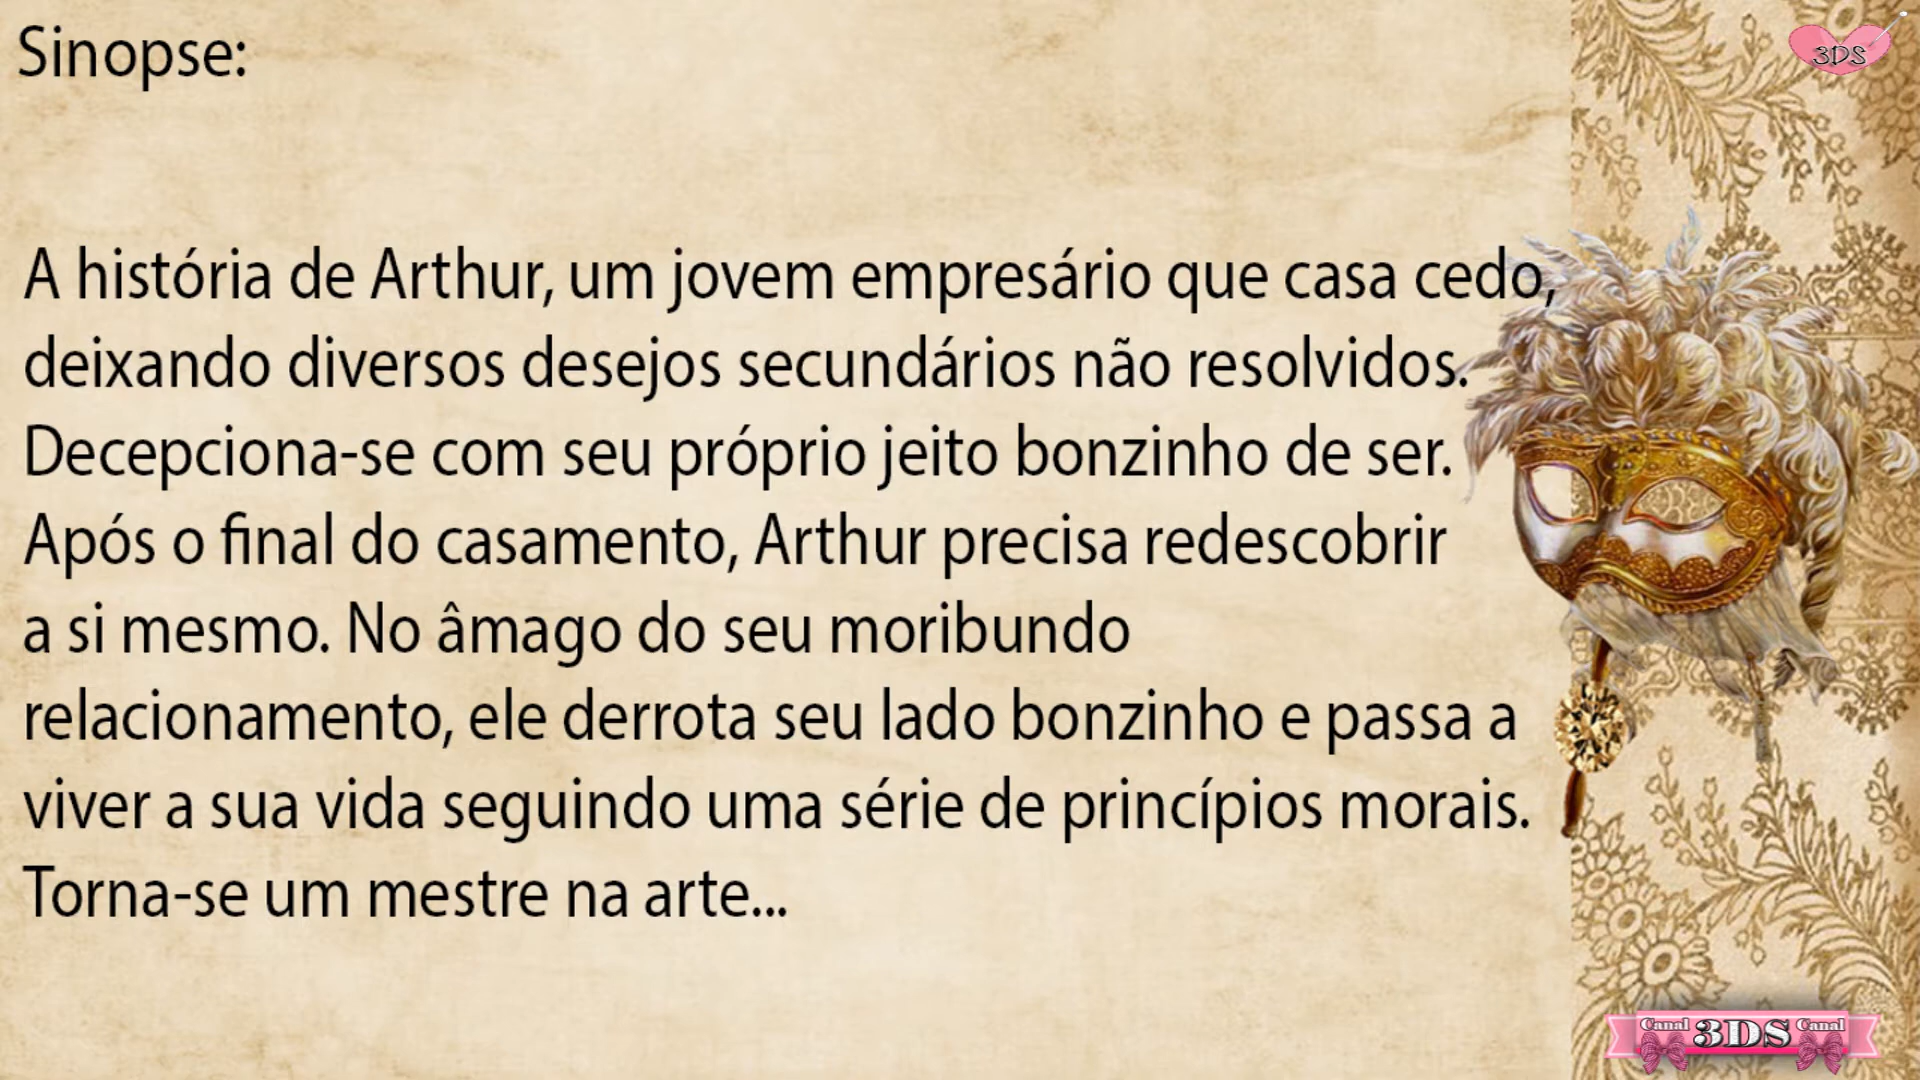 Sinopse:
3DS
A história de Arthur, um jovem empresário que casa cedo,
deixando diversos desejos secundários não resolvidos.
Decepciona-se com seu próprio jeito bonzinho de ser.
Após o final do casamento, Arthur precisa redescobrir
a si mesmo. No âmago do seu moribundo
relacionamento, ele derrota seu lado bonzinho e passa a
viver a sua vida seguindo uma série de princípios morais.
Torna-se um mestre na arte...
Canal 3DS Canal